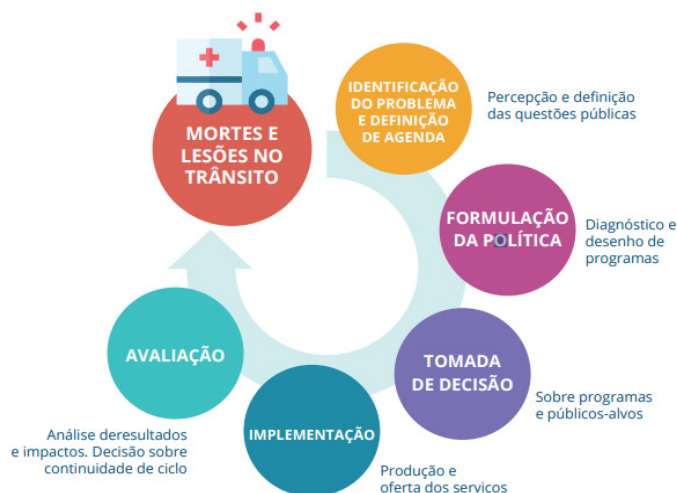 MORTES E
LESÕES NO
TRÂNSITO
IDENTIFICAÇÃO
DO PROBLEMA
E DEFINIÇÃO
DE AGENDA
Percepção e definição
das questões públicas
FORMULAÇÃO
DA POLÍTICA
Diagnóstico e
desenho de
programas
TOMADA
DE DECISÃO
Sobre programas
e públicos-alvos
IMPLEMENTAÇÃO
Produção e
oferta dos serviços
AVALIAÇÃO
Análise deresultados
e impactos. Decisão sobre
continuidade de ciclo